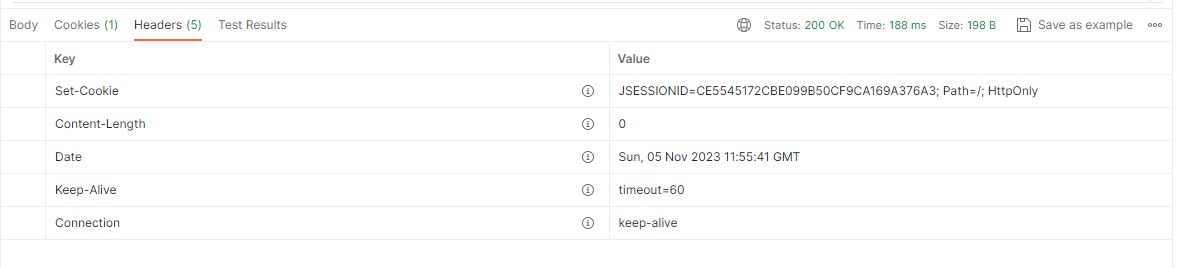 Body Cookies (1) Headers (5) Test Results Status: 200 OK Time: 188 ms Size: 198 B Save as example
Key Value
Set-Cookie JSESSIONID=CE5545172CBE099B50CF9CA169A376A3; Path=/; HttpOnly
Content-Length 0
Date Sun, 05 Nov 2023 11:55:41 GMT
Keep-Alive timeout=60
Connection keep-alive